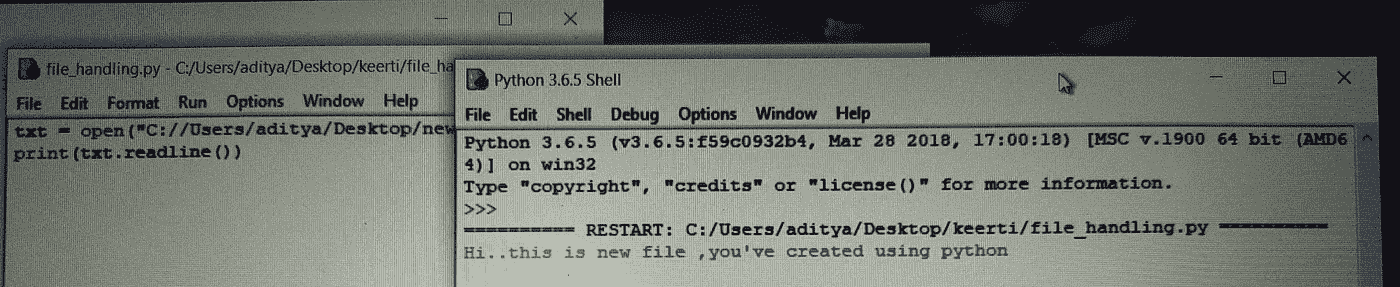 file_handling.py - C:/Users/aditya/Desktop/keerti/file_ha
File Edit Format Run Options Window Help
txt = open("C://Users/aditya/Desktop/new
print(txt.readline())
Python 3.6.5 Shell
File Edit Shell Debug Options Window Help
Python 3.6.5 (v3.6.5:f59c0932b4, Mar 28 2018, 17:00:18) [MSC v.1900 64 bit (AMD6
4)] on win32
Type "copyright", "credits" or "license()" for more information.
>>>
=========== RESTART: C:/Users/aditya/Desktop/keerti/file_handling.py ===========
Hi..this is new file ,you've created using python